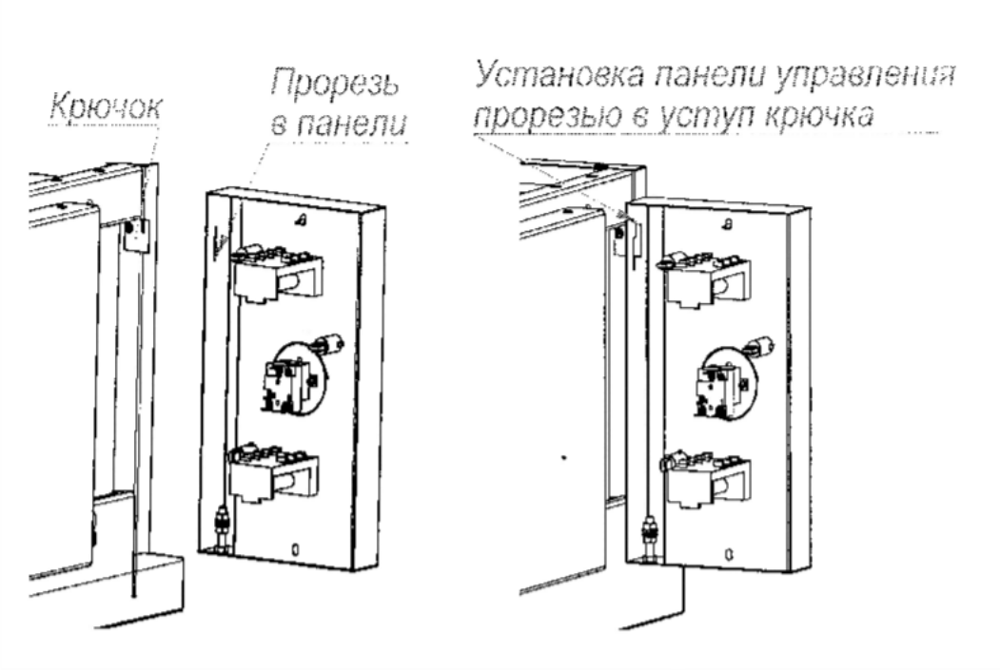 Крючок
Прорезь
в панели
Установка панели управления
прорезью в уступ крючка